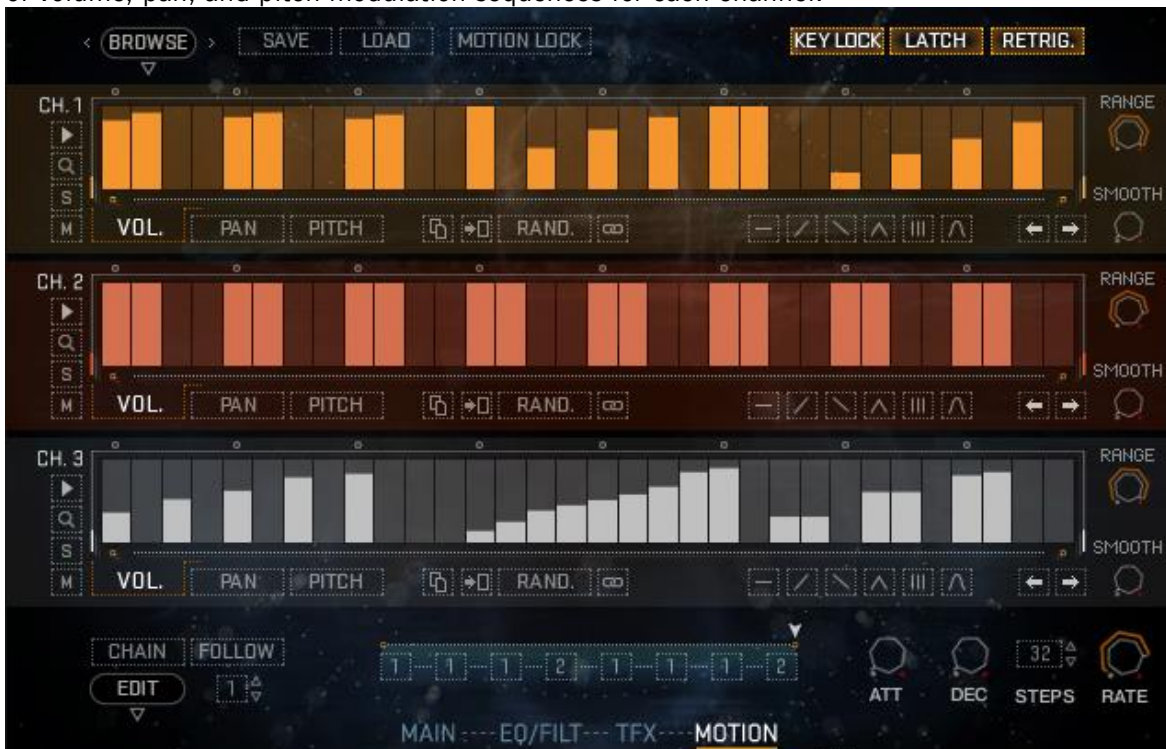 of volume, pan, and pitch modulation sequences for each channel.
< BROWSE > SAVE LOAD MOTION LOCK KEY LOCK LATCH RETRIG.
CH. 1 RANGE
S SMOOTH
M VOL. PAN PITCH RAND.
CH. 2 RANGE
S SMOOTH
M VOL. PAN PITCH RAND.
CH. 3 RANGE
S SMOOTH
M VOL. PAN PITCH RAND.
CHAIN FOLLOW
1 1 1 2 1 1 1 2 32
EDIT 1 ATT DEC STEPS RATE
MAIN EQ/FILT TFX MOTION